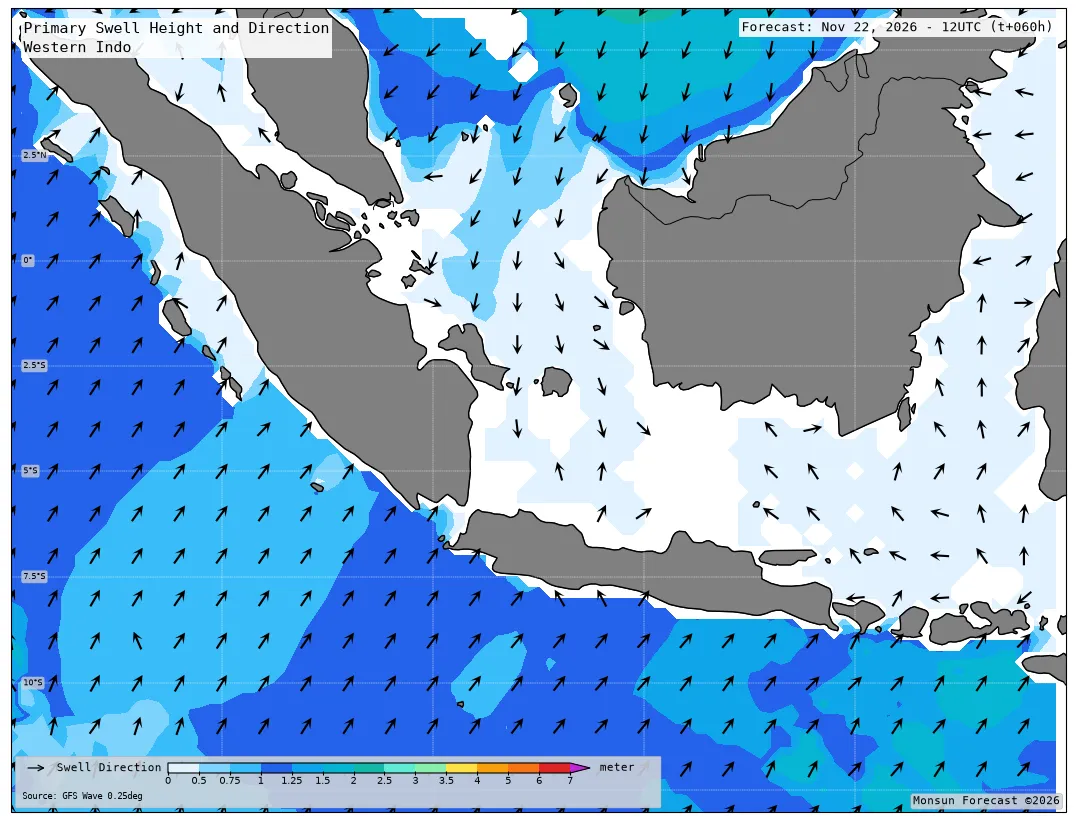 Primary Swell Height and Direction
Western Indo
Forecast: Nov 22, 2026 - 12UTC (t+060h)
2.5°N
0°
2.5°S
5°S
7.5°S
10°S
Swell Direction
0 0.5 0.75 1 1.25 1.5 2 2.5 3 3.5 4 5 6 7
meter
Source: GFS Wave 0.25deg
Monsun Forecast ©2026